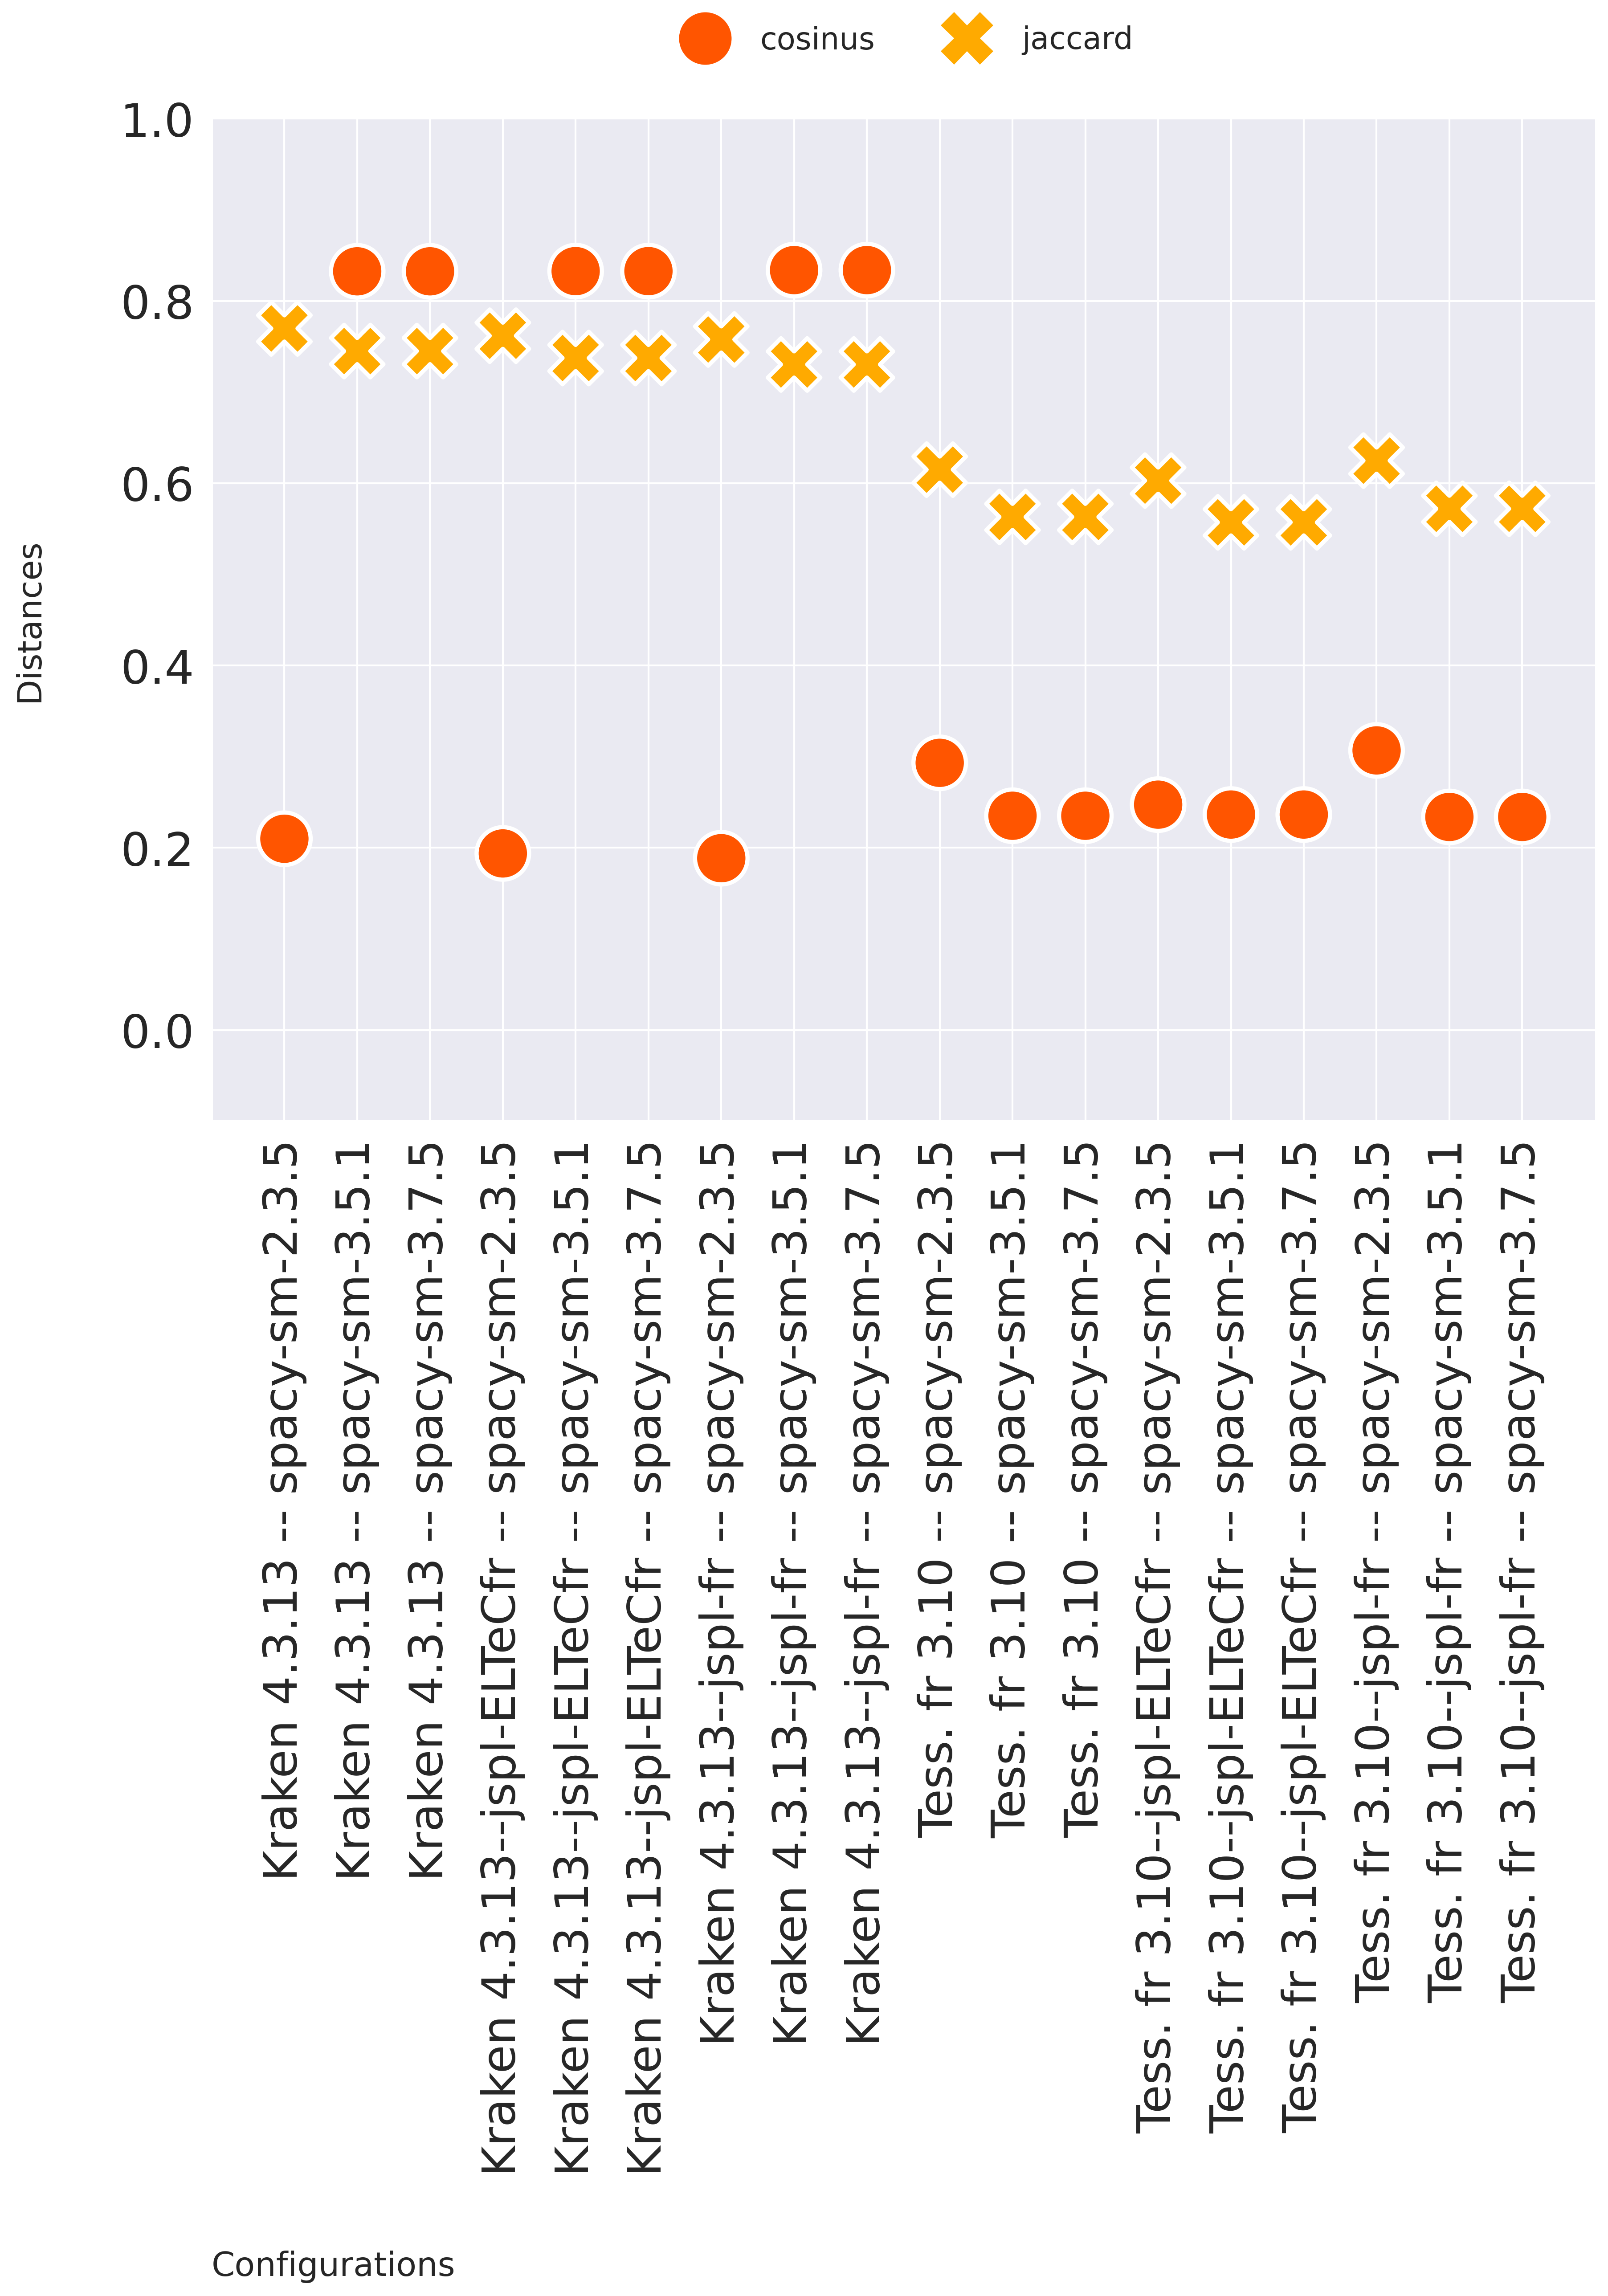 cosinus jaccard
1.0
0.8
0.6
0.4
0.2
0.0
Distances
Kraken 4.3.13 -- spacy-sm-2.3.5
Kraken 4.3.13 -- spacy-sm-3.5.1
Kraken 4.3.13 -- spacy-sm-3.7.5
Kraken 4.3.13--jspl-ELTeCfr -- spacy-sm-2.3.5
Kraken 4.3.13--jspl-ELTeCfr -- spacy-sm-3.5.1
Kraken 4.3.13--jspl-ELTeCfr -- spacy-sm-3.7.5
Kraken 4.3.13--jspl-fr -- spacy-sm-2.3.5
Kraken 4.3.13--jspl-fr -- spacy-sm-3.5.1
Kraken 4.3.13--jspl-fr -- spacy-sm-3.7.5
Tess. fr 3.10 -- spacy-sm-2.3.5
Tess. fr 3.10 -- spacy-sm-3.5.1
Tess. fr 3.10 -- spacy-sm-3.7.5
Tess. fr 3.10--jspl-ELTeCfr -- spacy-sm-2.3.5
Tess. fr 3.10--jspl-ELTeCfr -- spacy-sm-3.5.1
Tess. fr 3.10--jspl-ELTeCfr -- spacy-sm-3.7.5
Tess. fr 3.10--jspl-fr -- spacy-sm-2.3.5
Tess. fr 3.10--jspl-fr -- spacy-sm-3.5.1
Tess. fr 3.10--jspl-fr -- spacy-sm-3.7.5
Configurations